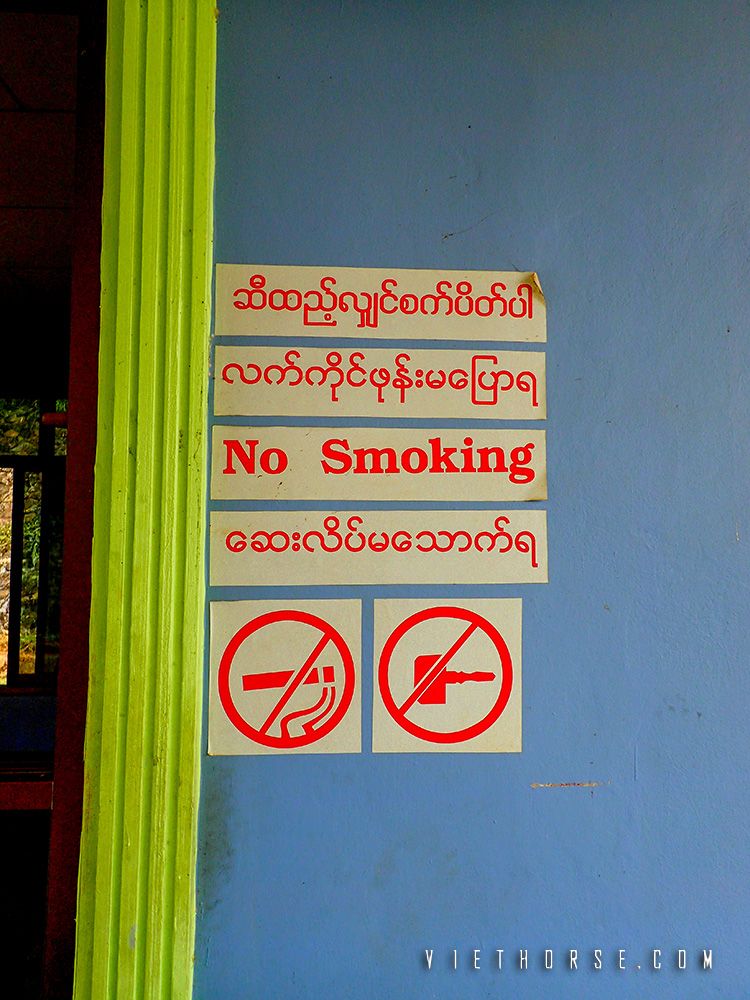 ဆီထည့်လျှင်စက်ပိတ်ပါ
လက်ကိုင်ဖုန်းမပြောရ
No Smoking
ဆေးလိပ်မသောက်ရ
VIETHORSE.COM